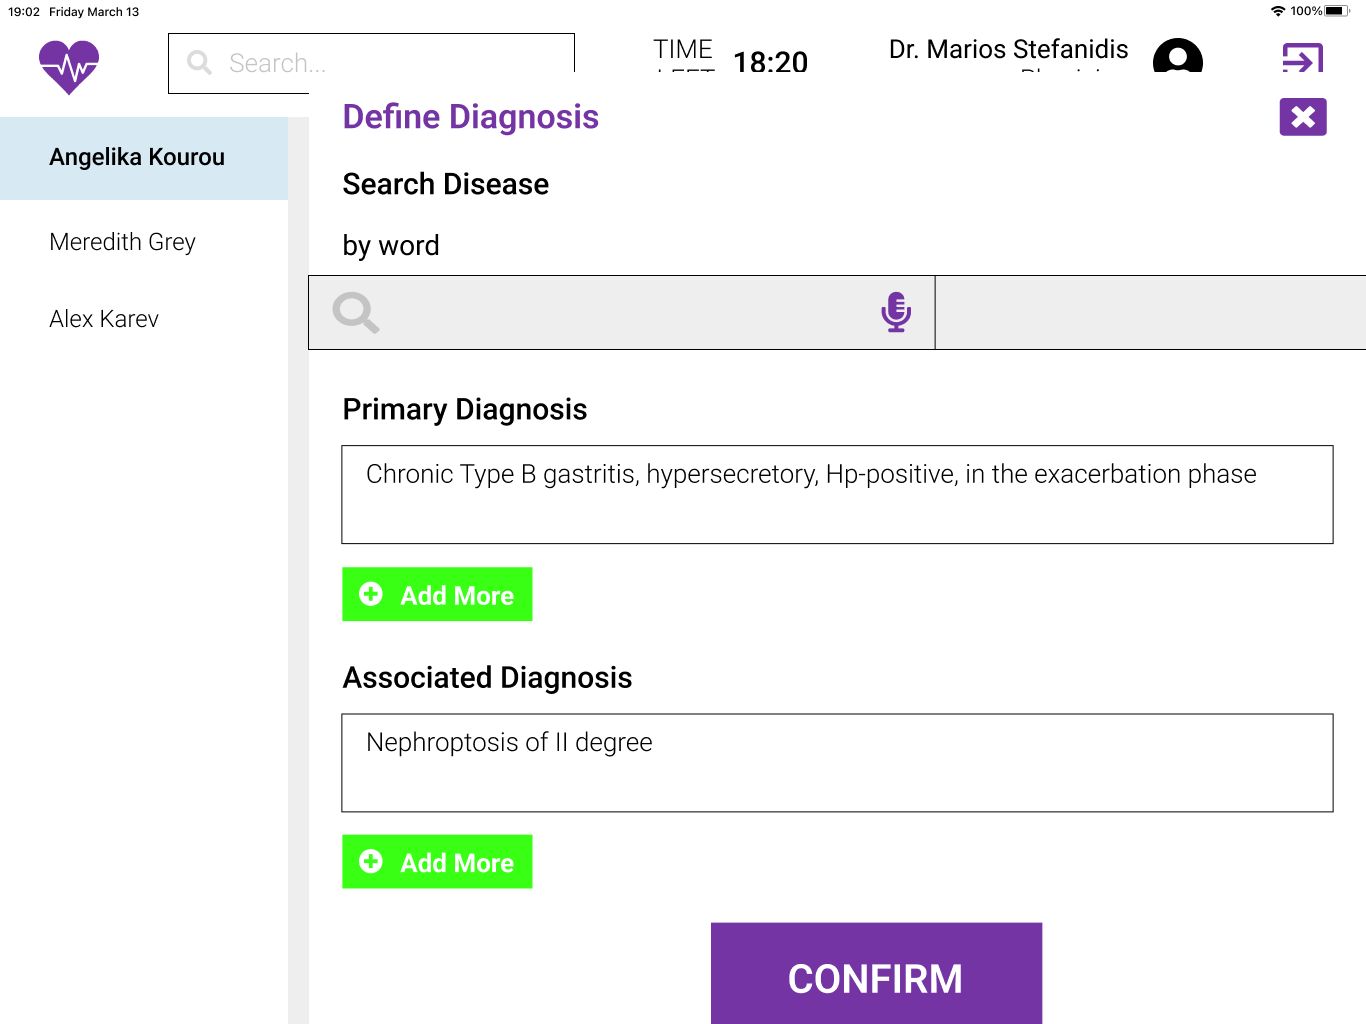 19:02 Friday March 13
100%
Search...
TIME
LEFT
18:20
Dr. Marios Stefanidis
Define Diagnosis
Angelika Kourou
Meredith Grey
Alex Karev
Search Disease
by word
Primary Diagnosis
Chronic Type B gastritis, hypersecretory, Hp-positive, in the exacerbation phase
Add More
Associated Diagnosis
Nephroptosis of II degree
Add More
CONFIRM